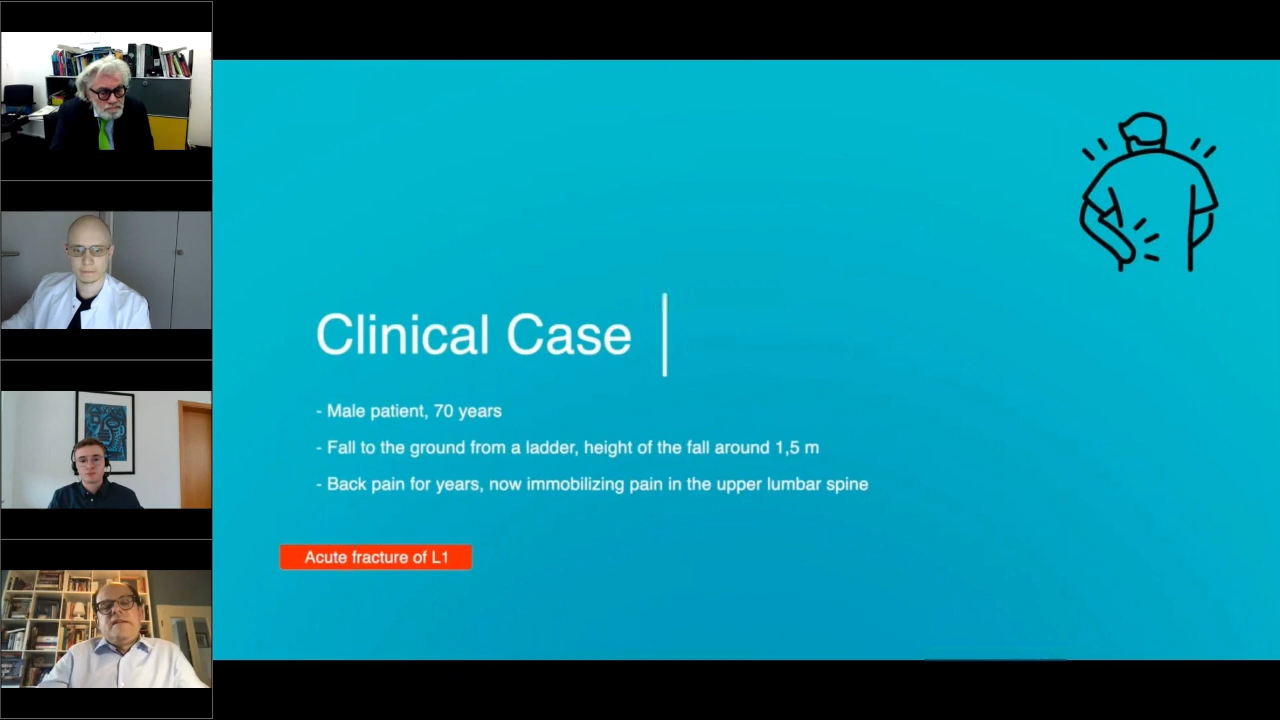 Clinical Case
- Male patient, 70 years
- Fall to the ground from a ladder, height of the fall around 1,5 m
- Back pain for years, now immobilizing pain in the upper lumbar spine
Acute fracture of L1